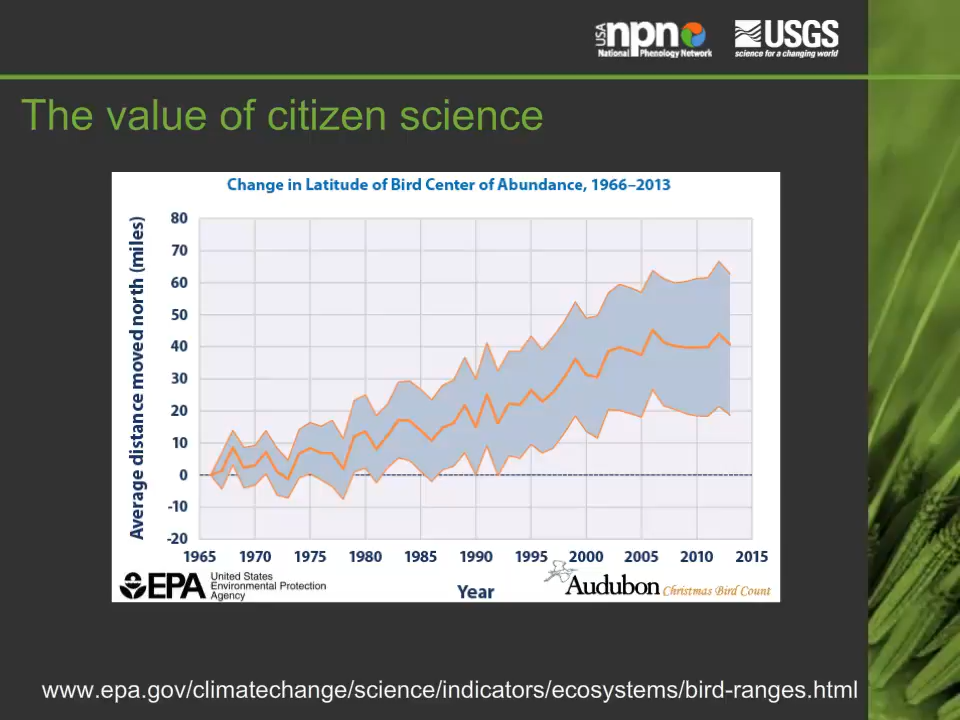 USA npn
National Phenology Network
USGS
science for a changing world
The value of citizen science
Change in Latitude of Bird Center of Abundance, 1966–2013
Average distance moved north (miles)
80
70
60
50
40
30
20
10
0
-10
-20
1965 1970 1975 1980 1985 1990 1995 2000 2005 2010 2015
Year
EPA
United States
Environmental Protection
Agency
Audubon Christmas Bird Count
www.epa.gov/climatechange/science/indicators/ecosystems/bird-ranges.html